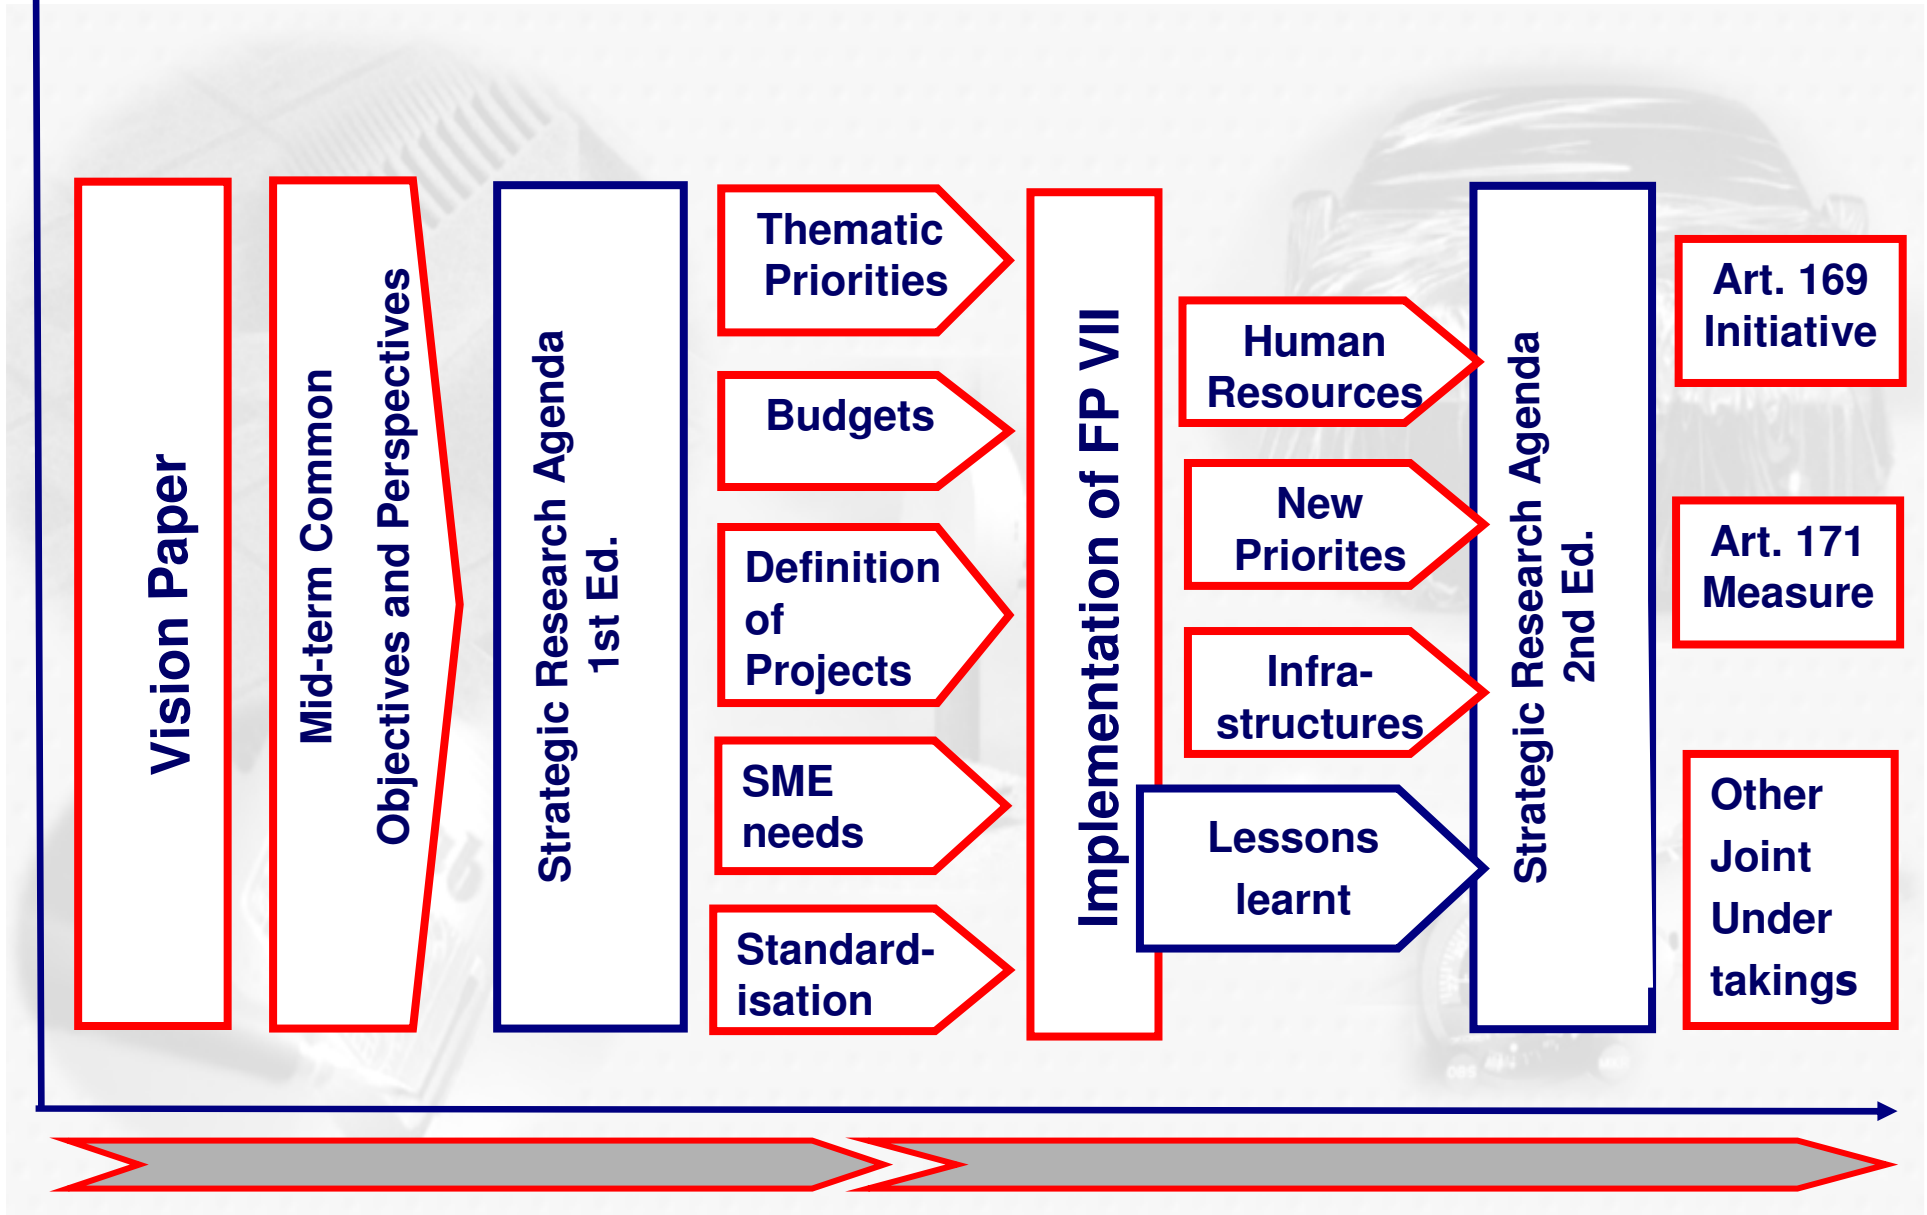 Vision Paper
Mid-term Common
Objectives and Perspectives
Strategic Research Agenda
1st Ed.
Thematic
Priorities
Budgets
Definition
of
Projects
SME
needs
Standard-
isation
Implementation of FP VII
Human
Resources
New
Priorites
Infra-
structures
Lessons
learnt
Strategic Research Agenda
2nd Ed.
Art. 169
Initiative
Art. 171
Measure
Other
Joint
Under
takings